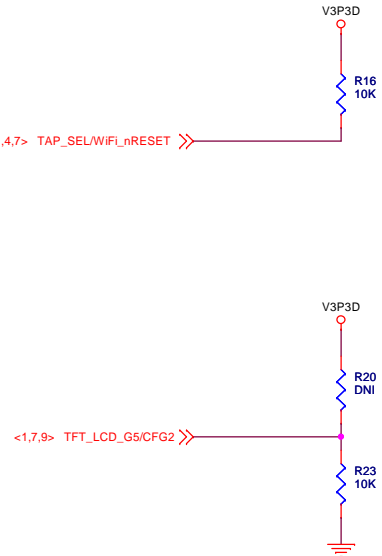 V3P3D
R16
10K
,4,7> TAP_SEL/WiFi_nRESET
V3P3D
R20
DNI
<1,7,9> TFT_LCD_G5/CFG2
R23
10K